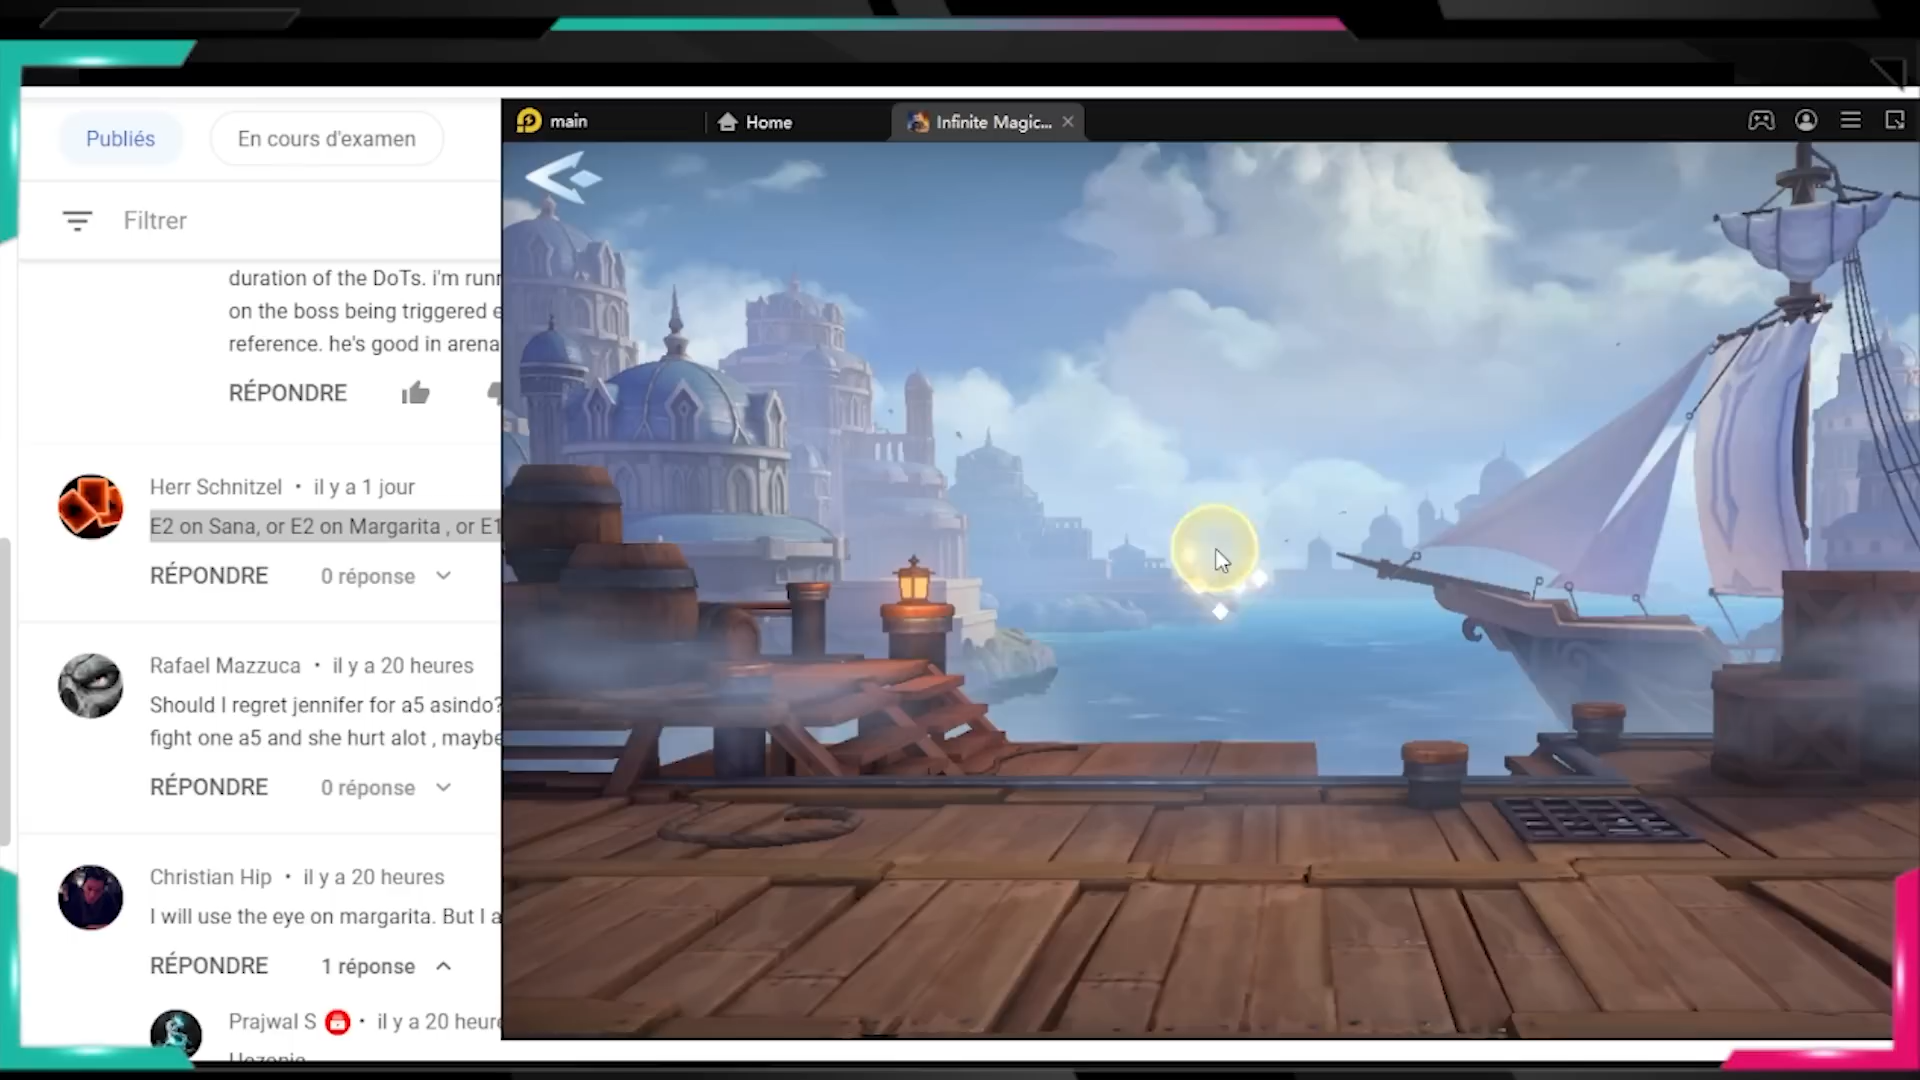 main
Home
Infinite Magic...
Publiés
En cours d'examen
Filtrer
duration of the DoTs. i'm runn
on the boss being triggered e
reference. he's good in arena
RÉPONDRE
Herr Schnitzel • il y a 1 jour
E2 on Sana, or E2 on Margarita , or E1
RÉPONDRE 0 réponse
Rafael Mazzuca • il y a 20 heures
Should I regret jennifer for a5 asindo?
fight one a5 and she hurt alot , maybe
RÉPONDRE 0 réponse
Christian Hip • il y a 20 heures
I will use the eye on margarita. But I a
RÉPONDRE 1 réponse
Prajwal S • il y a 20 heure